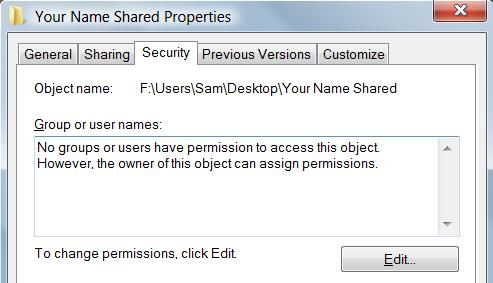 Your Name Shared Properties
General Sharing Security Previous Versions Customize
Object name: F:\Users\Sam\Desktop\Your Name Shared
Group or user names:
No groups or users have permission to access this object.
However, the owner of this object can assign permissions.
To change permissions, click Edit.
Edit...